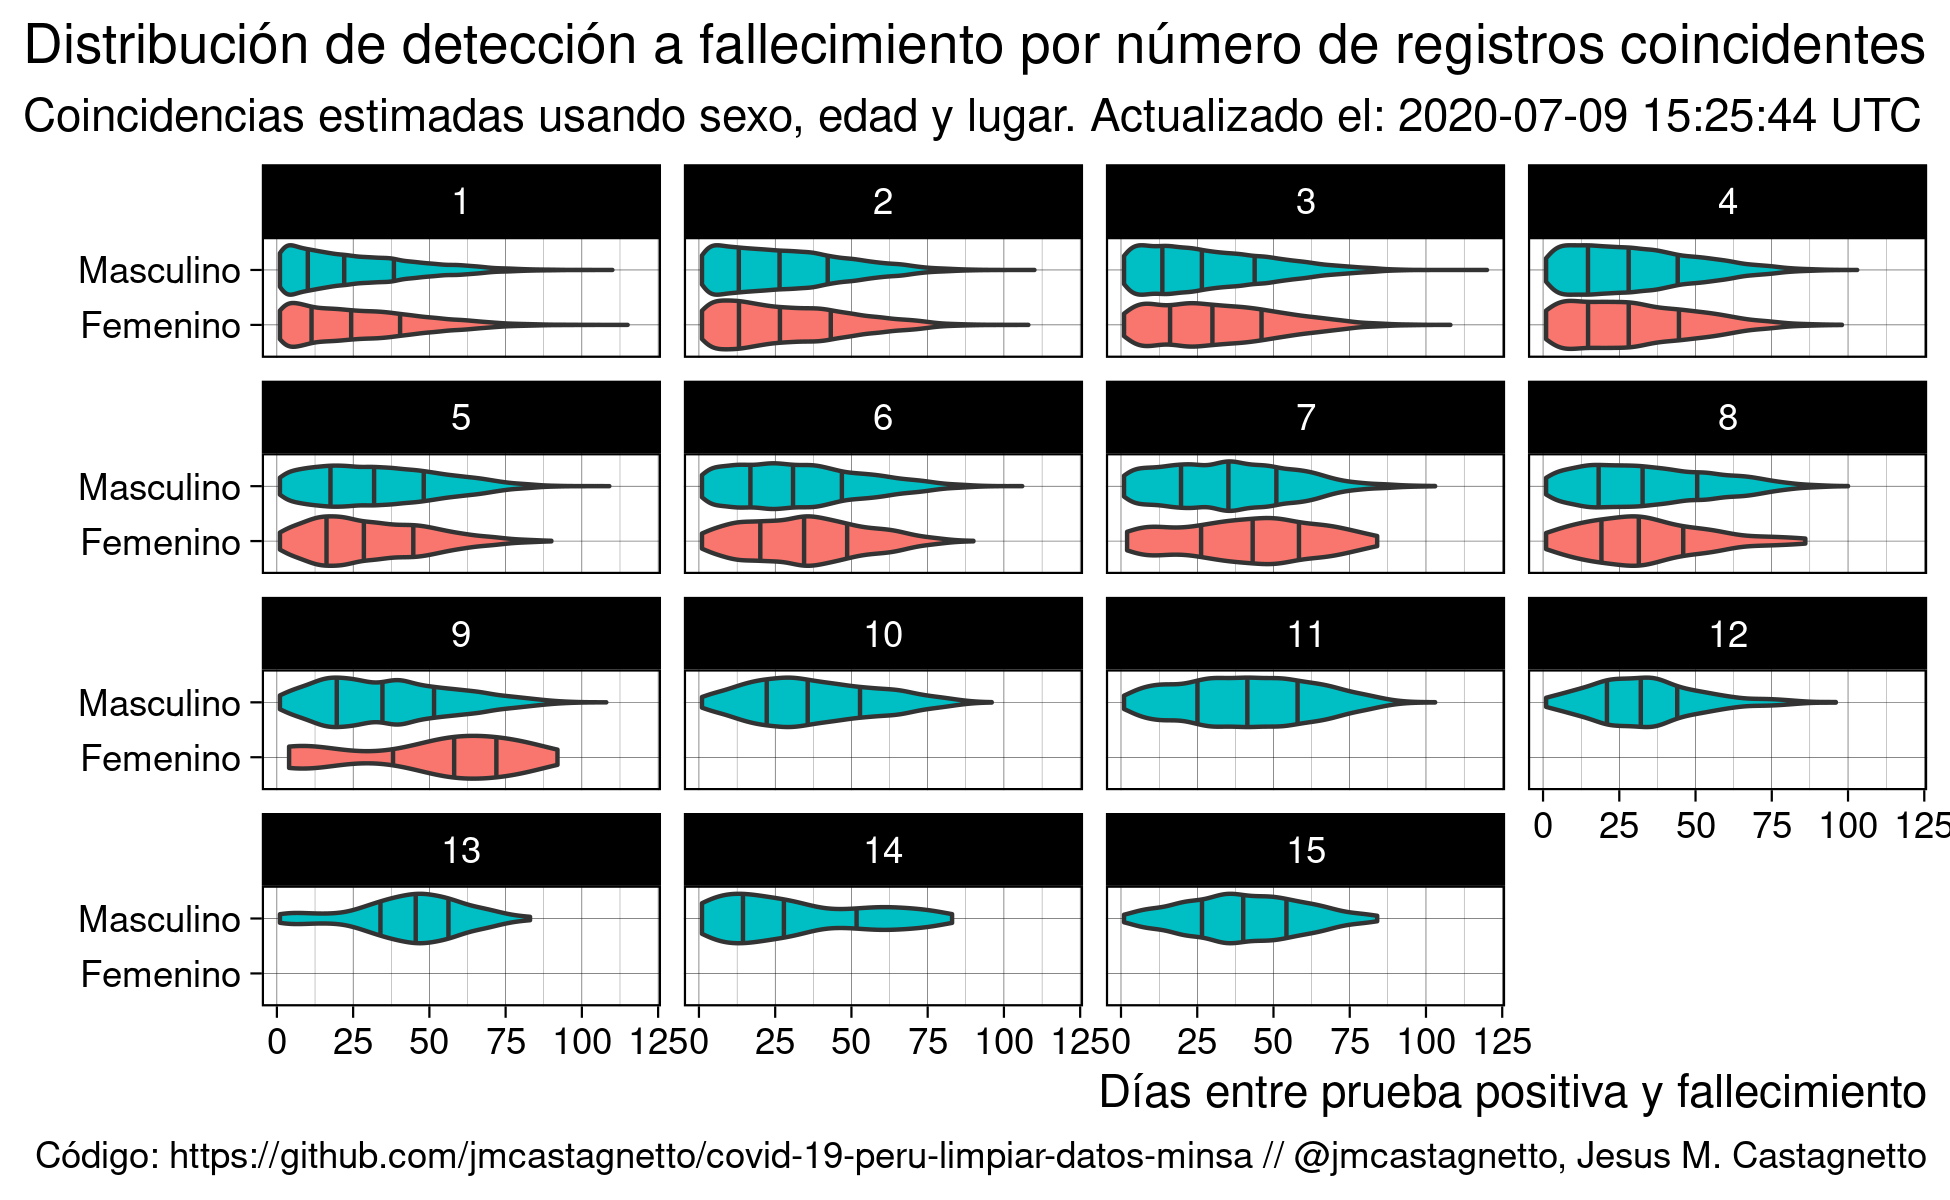 Distribución de detección a fallecimiento por número de registros coincidentes
Coincidencias estimadas usando sexo, edad y lugar. Actualizado el: 2020-07-09 15:25:44 UTC
1 2 3 4
Masculino
Femenino
5 6 7 8
Masculino
Femenino
9 10 11 12
Masculino
Femenino
0 25 50 75 100 125
13 14 15
Masculino
Femenino
0 25 50 75 100 125 0 25 50 75 100 125 0 25 50 75 100 125
Días entre prueba positiva y fallecimiento
Código: https://github.com/jmcastagnetto/covid-19-peru-limpiar-datos-minsa // @jmcastagnetto, Jesus M. Castagnetto